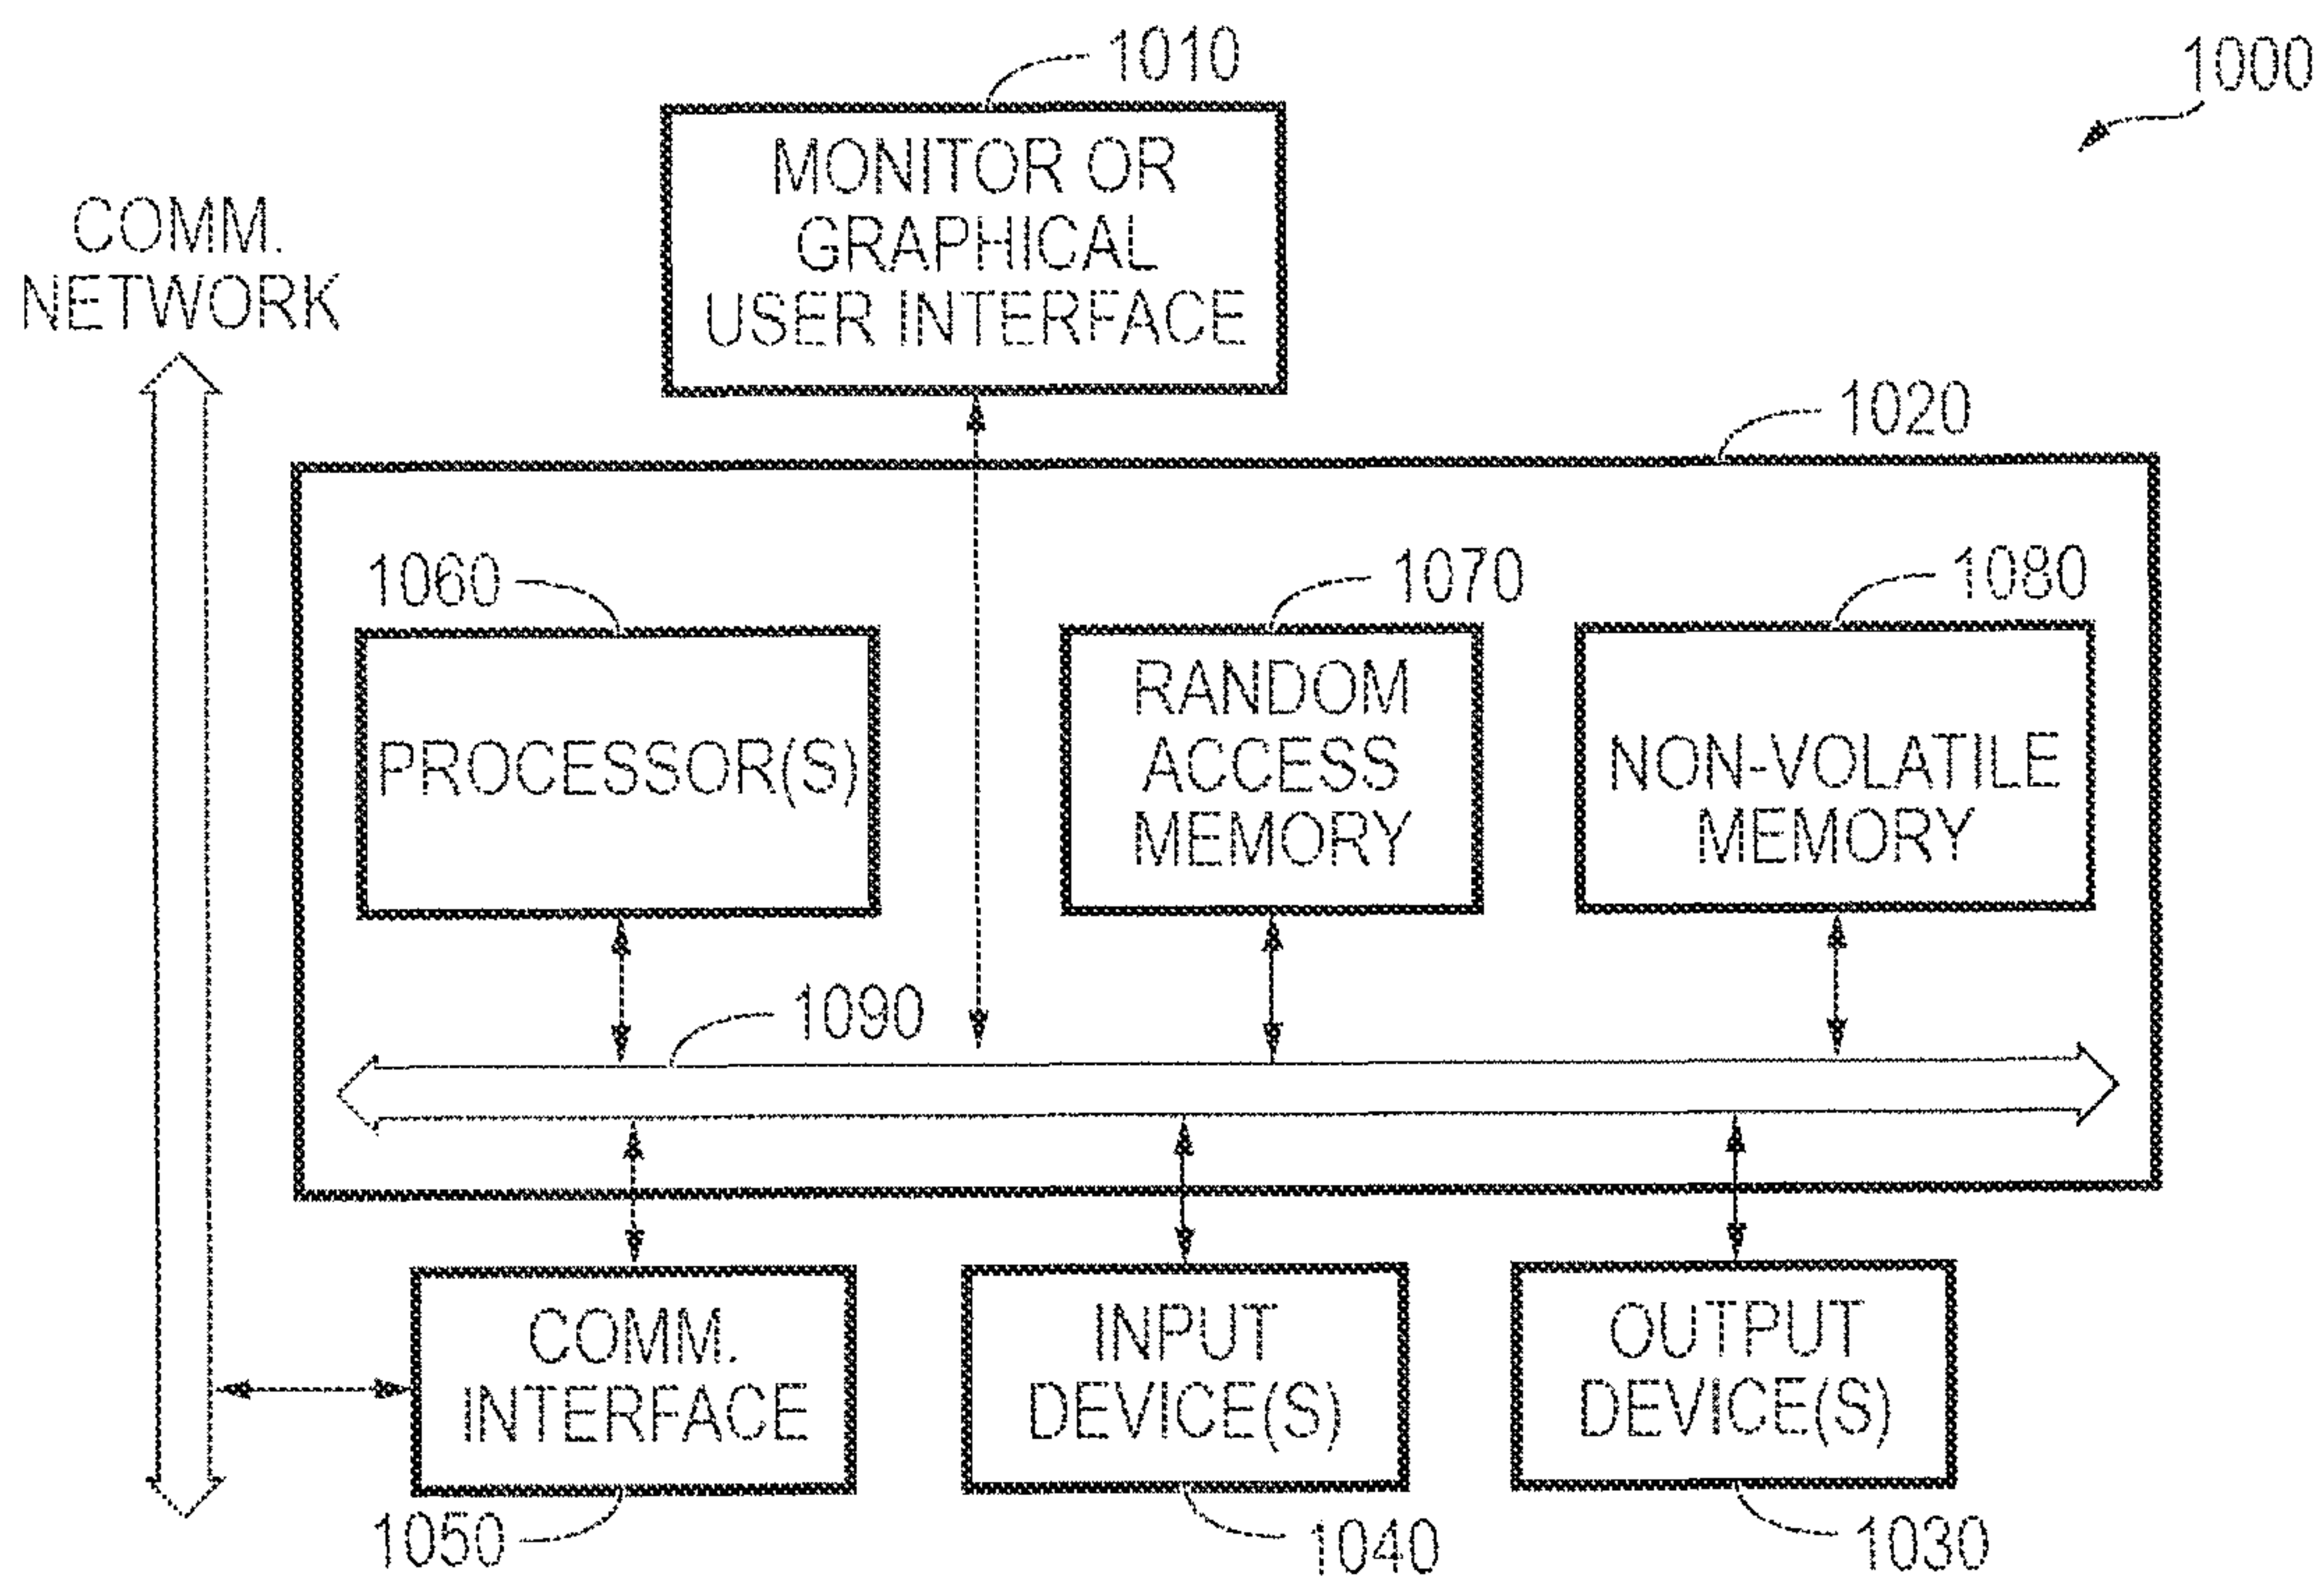 1010
1000
MONITOR OR
GRAPHICAL
USER INTERFACE
COMM.
NETWORK
1020
1060
1070
1080
PROCESSOR(S)
RANDOM
ACCESS
MEMORY
NON-VOLATILE
MEMORY
1090
COMM.
INTERFACE
INPUT
DEVICE(S)
OUTPUT
DEVICE(S)
1050
1040
1030